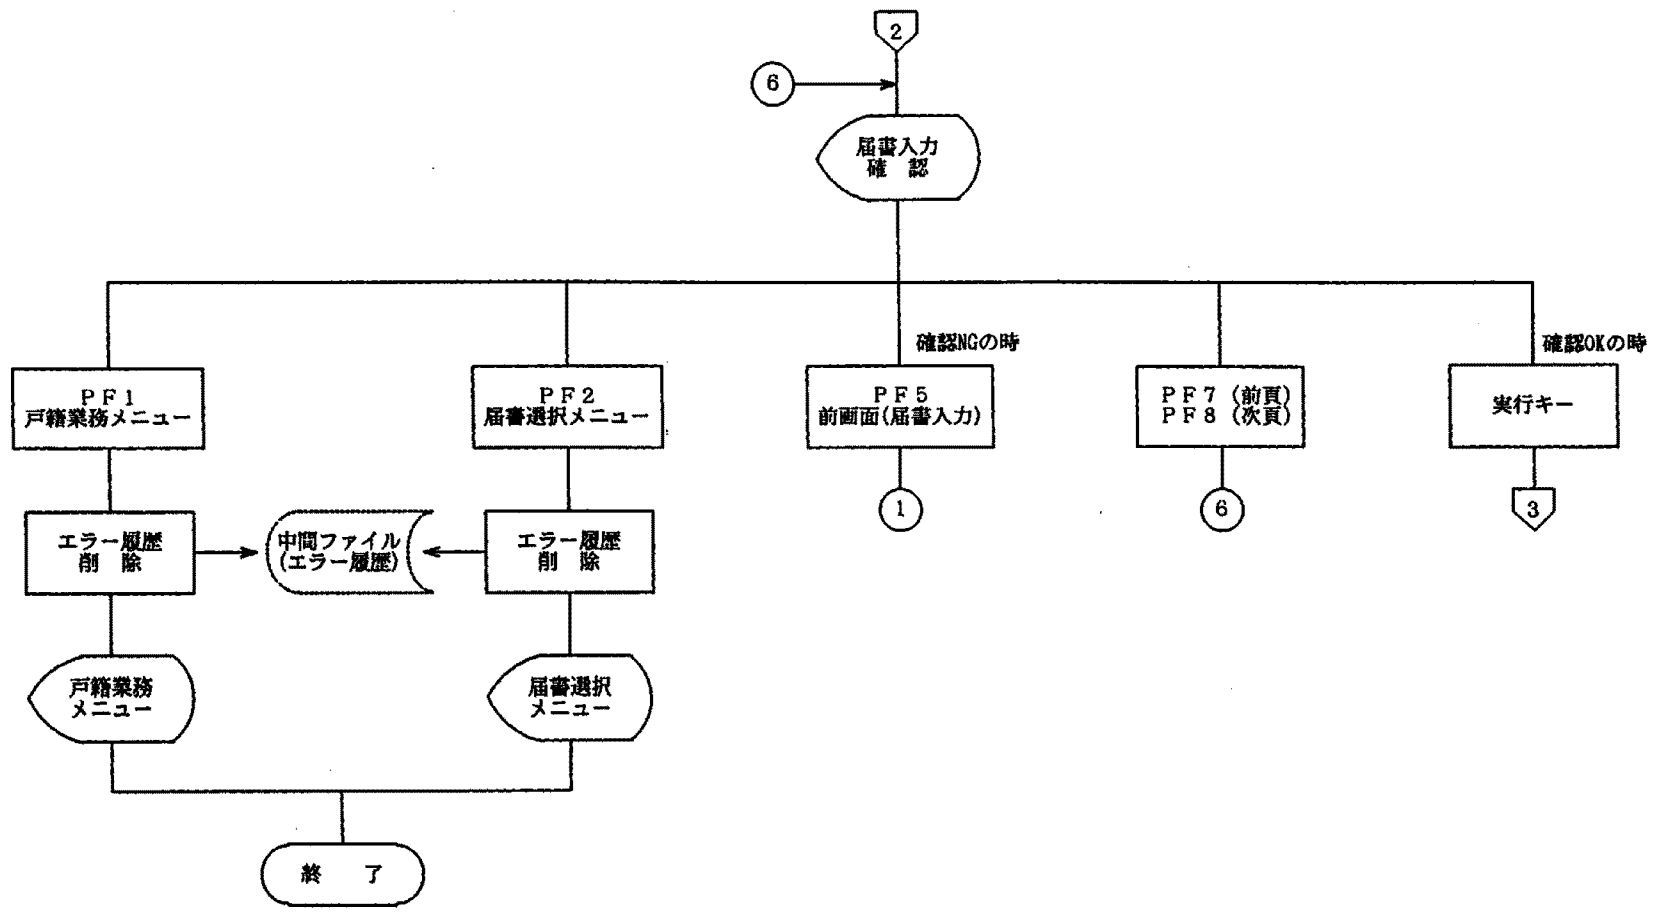 2
6
届書入力
確　認
確認NGの時
確認OKの時
ＰＦ１
戸籍業務メニュー
ＰＦ２
届書選択メニュー
ＰＦ５
前画面(届書入力)
ＰＦ７（前頁）
ＰＦ８（次頁）
実行キー
1
6
3
エラー履歴
削　除
中間ファイル
(エラー履歴)
エラー履歴
削　除
戸籍業務
メニュー
届書選択
メニュー
終　了